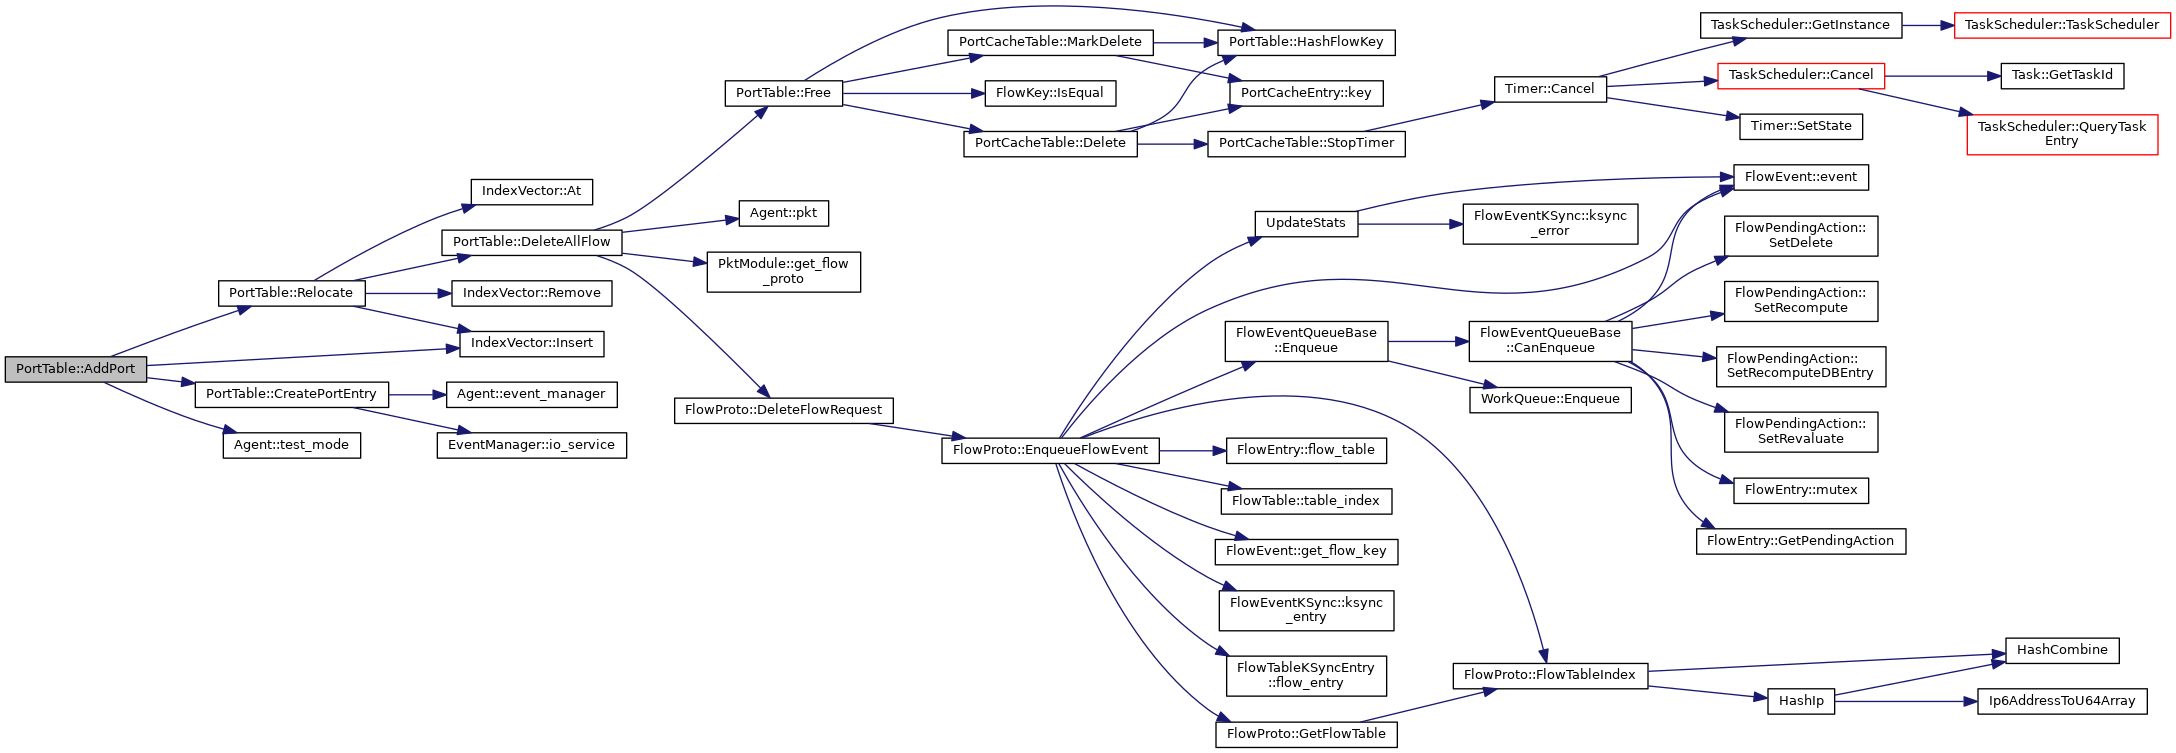 PortTable::AddPort
PortTable::Relocate
IndexVector::At
PortTable::DeleteAllFlow
IndexVector::Remove
IndexVector::Insert
PortTable::CreatePortEntry
Agent::event_manager
EventManager::io_service
Agent::test_mode
PortTable::Free
Agent::pkt
PktModule::get_flow
_proto
FlowProto::DeleteFlowRequest
PortCacheTable::MarkDelete
FlowKey::IsEqual
PortCacheTable::Delete
PortTable::HashFlowKey
PortCacheEntry::key
PortCacheTable::StopTimer
Timer::Cancel
TaskScheduler::GetInstance
TaskScheduler::TaskScheduler
TaskScheduler::Cancel
Task::GetTaskId
Timer::SetState
TaskScheduler::QueryTask
Entry
FlowProto::EnqueueFlowEvent
UpdateStats
FlowEvent::event
FlowEventKSync::ksync
_error
FlowEventQueueBase
::Enqueue
FlowEventQueueBase
::CanEnqueue
WorkQueue::Enqueue
FlowPendingAction::
SetDelete
FlowPendingAction::
SetRecompute
FlowPendingAction::
SetRecomputeDBEntry
FlowPendingAction::
SetRevaluate
FlowEntry::mutex
FlowEntry::GetPendingAction
FlowEntry::flow_table
FlowTable::table_index
FlowEvent::get_flow_key
FlowEventKSync::ksync
_entry
FlowTableKSyncEntry
::flow_entry
FlowProto::GetFlowTable
FlowProto::FlowTableIndex
HashCombine
HashIp
Ip6AddressToU64Array